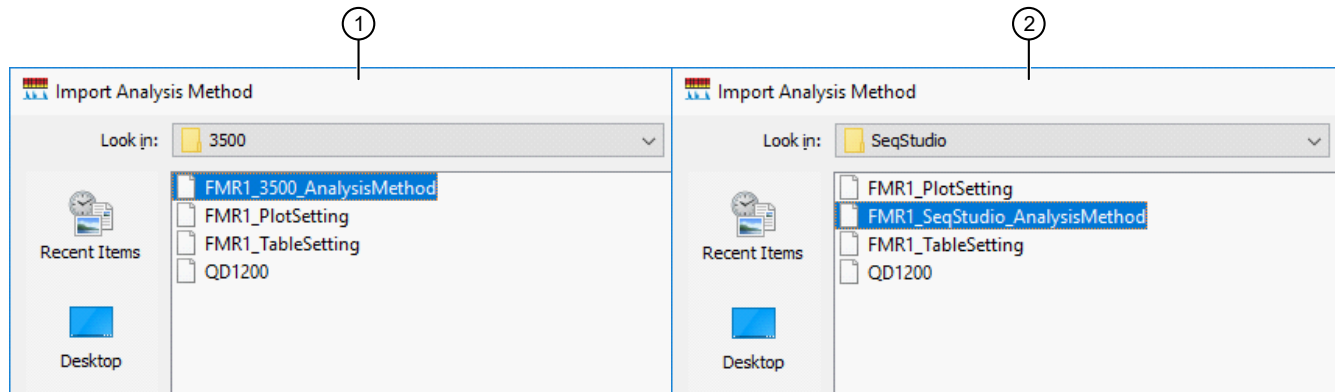 1
2
Import Analysis Method
Look in:
3500
FMR1_3500_AnalysisMethod
FMR1_PlotSetting
FMR1_TableSetting
QD1200
Recent Items
Desktop
Import Analysis Method
Look in:
SeqStudio
FMR1_PlotSetting
FMR1_SeqStudio_AnalysisMethod
FMR1_TableSetting
QD1200
Recent Items
Desktop